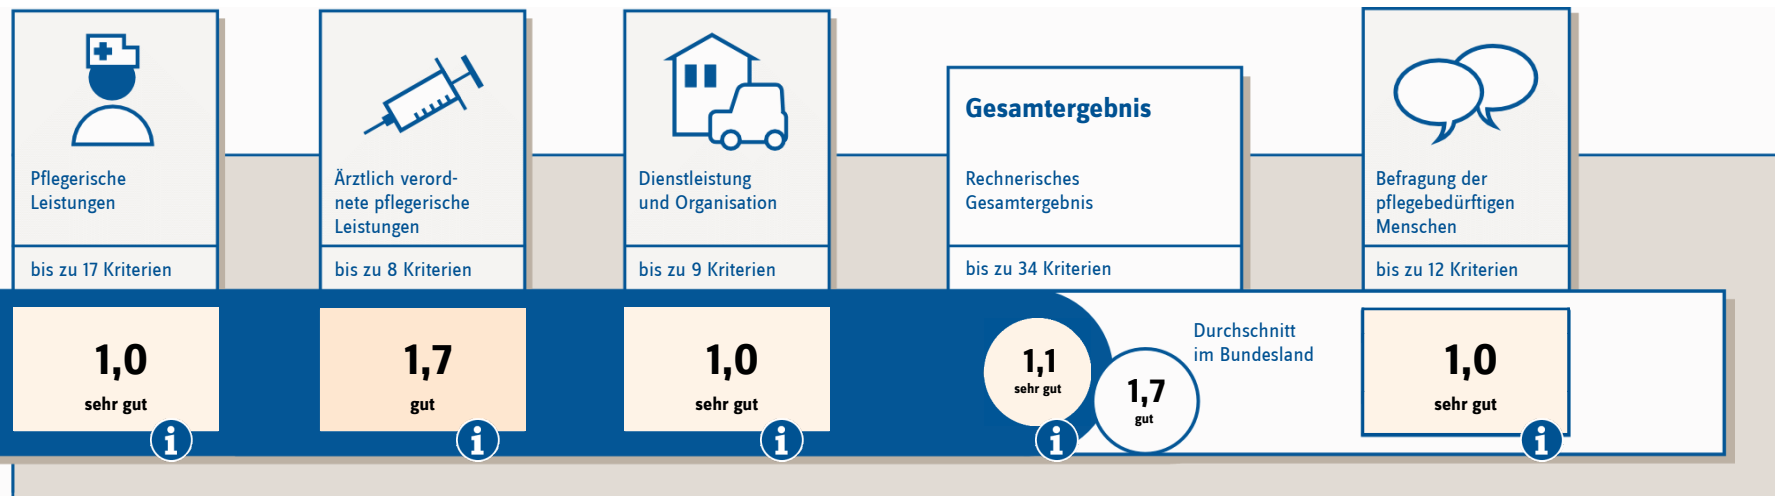 Pflegerische
Leistungen
bis zu 17 Kriterien
1,0
sehr gut
i
Ärztlich verord-
nete pflegerische
Leistungen
bis zu 8 Kriterien
1,7
gut
i
Dienstleistung
und Organisation
bis zu 9 Kriterien
1,0
sehr gut
i
Gesamtergebnis
Rechnerisches
Gesamtergebnis
bis zu 34 Kriterien
1,1
sehr gut
i
1,7
gut
Durchschnitt
im Bundesland
Befragung der
pflegebedürftigen
Menschen
bis zu 12 Kriterien
1,0
sehr gut
i